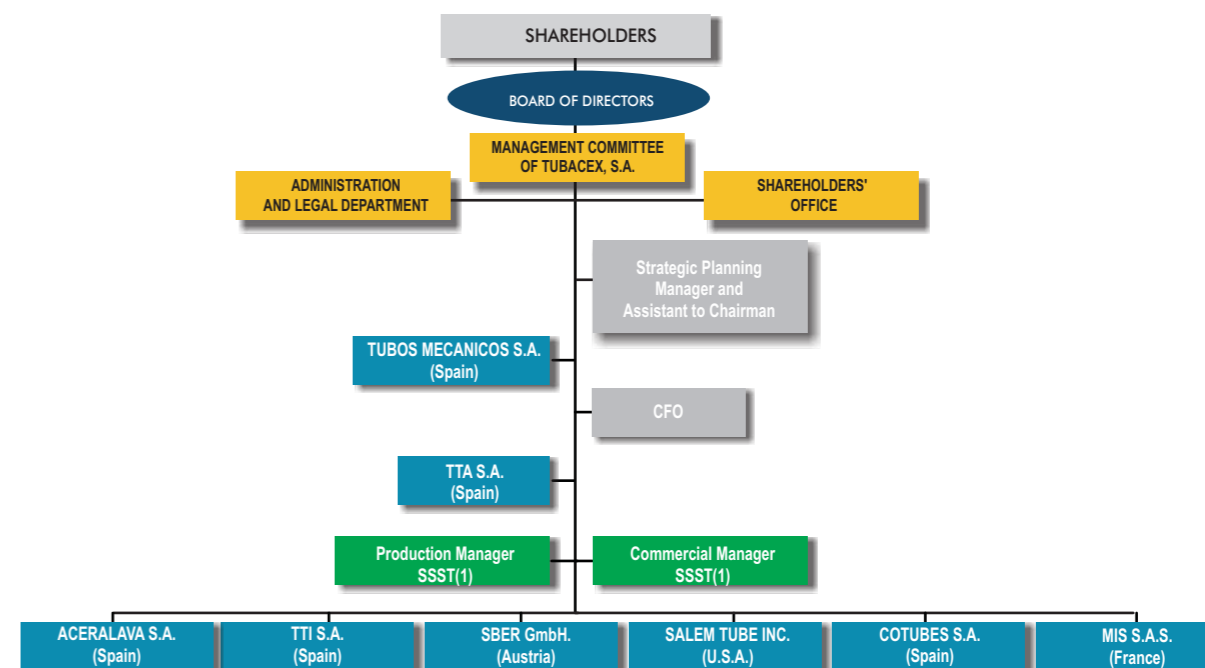 SHAREHOLDERS
BOARD OF DIRECTORS
MANAGEMENT COMMITTEE
OF TUBACEX, S.A.
ADMINISTRATION
AND LEGAL DEPARTMENT
SHAREHOLDERS'
OFFICE
Strategic Planning
Manager and
Assistant to Chairman
TUBOS MECANICOS S.A.
(Spain)
CFO
TTA S.A.
(Spain)
Production Manager
SSST(1)
Commercial Manager
SSST(1)
ACERALAVA S.A.
(Spain)
TTI S.A.
(Spain)
SBER GmbH.
(Austria)
SALEM TUBE INC.
(U.S.A.)
COTUBES S.A.
(Spain)
MIS S.A.S.
(France)